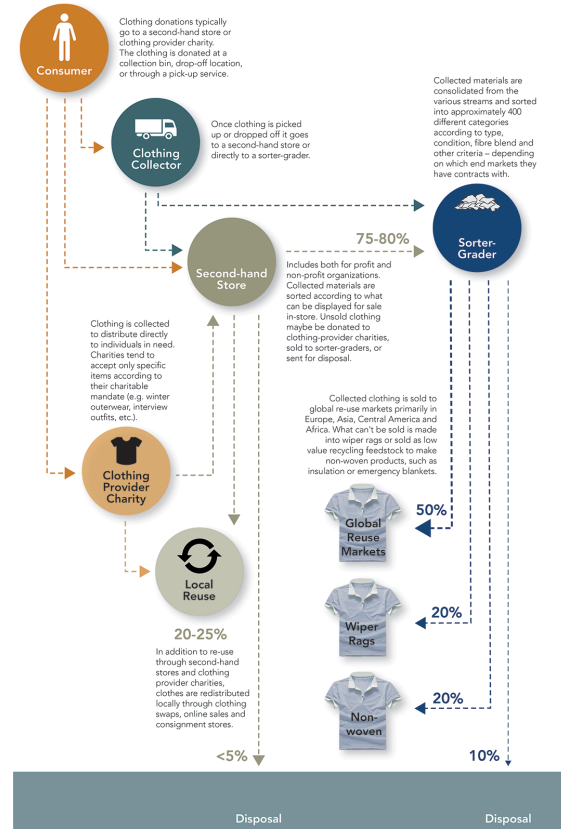 Clothing donations typically
go to a second-hand store or
clothing provider charity.
The clothing is donated at a
collection bin, drop-off location,
or through a pick-up service.
Consumer
Collected materials are
consolidated from the
various streams and sorted
into approximately 400
different categories
according to type,
condition, fibre blend and
other criteria – depending
on which end markets they
have contracts with.
Once clothing is picked
up or dropped off it goes
to a second-hand store or
directly to a sorter-grader.
Clothing
Collector
75-80%
Sorter-
Grader
Second-hand
Store
Includes both for profit and
non-profit organizations.
Collected materials are
sorted according to what
can be displayed for sale
in-store. Unsold clothing
maybe be donated to
clothing-provider charities,
sold to sorter-graders, or
sent for disposal.
Clothing is collected
to distribute directly
to individuals in need.
Charities tend to
accept only specific
items according to
their charitable
mandate (e.g. winter
outerwear, interview
outfits, etc.).
Collected clothing is sold to
global re-use markets primarily in
Europe, Asia, Central America and
Africa. What can't be sold is made
into wiper rags or sold as low
value recycling feedstock to make
non-woven products, such as
insulation or emergency blankets.
Clothing
Provider
Charity
50%
Global
Reuse
Markets
Local
Reuse
20%
Wiper
Rags
20-25%
In addition to re-use
through second-hand
stores and clothing
provider charities,
clothes are redistributed
locally through clothing
swaps, online sales and
consignment stores.
20%
Non-
woven
<5%
10%
Disposal
Disposal